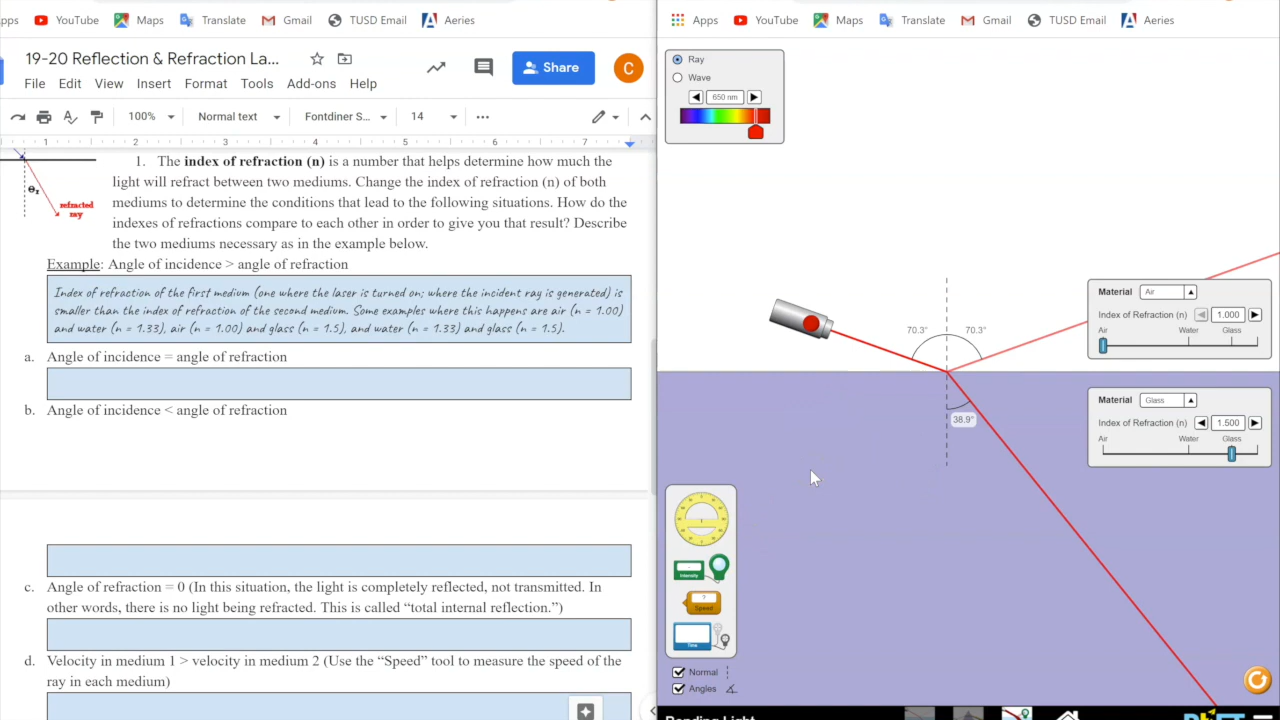 pps YouTube Maps Translate Gmail TUSD Email Aeries
19-20 Reflection & Refraction La...
File Edit View Insert Format Tools Add-ons Help
Share
C
100% Normal text Fontdiner S... 14
1 2 3 4 5 6 7
Θr
refracted
ray
1. The index of refraction (n) is a number that helps determine how much the
light will refract between two mediums. Change the index of refraction (n) of both
mediums to determine the conditions that lead to the following situations. How do the
indexes of refractions compare to each other in order to give you that result? Describe
the two mediums necessary as in the example below.
Example: Angle of incidence > angle of refraction
Index of refraction of the first medium (one where the laser is turned on; where the incident ray is generated) is
smaller than the index of refraction of the second medium. Some examples where this happens are air (n = 1.00)
and water (n = 1.33), air (n = 1.00) and glass (n = 1.5), and water (n = 1.33) and glass (n = 1.5).
a. Angle of incidence = angle of refraction
b. Angle of incidence < angle of refraction
c. Angle of refraction = 0 (In this situation, the light is completely reflected, not transmitted. In
other words, there is no light being refracted. This is called “total internal reflection.”)
d. Velocity in medium 1 > velocity in medium 2 (Use the “Speed” tool to measure the speed of the
ray in each medium)
Apps YouTube Maps Translate Gmail TUSD Email Aeries
Ray
Wave
650 nm
70.3° 70.3°
38.9°
Material Air
Index of Refraction (n) 1.000
Air Water Glass
Material Glass
Index of Refraction (n) 1.500
Air Water Glass
Intensity
?
Speed
Time
Normal
Angles
Bending Light